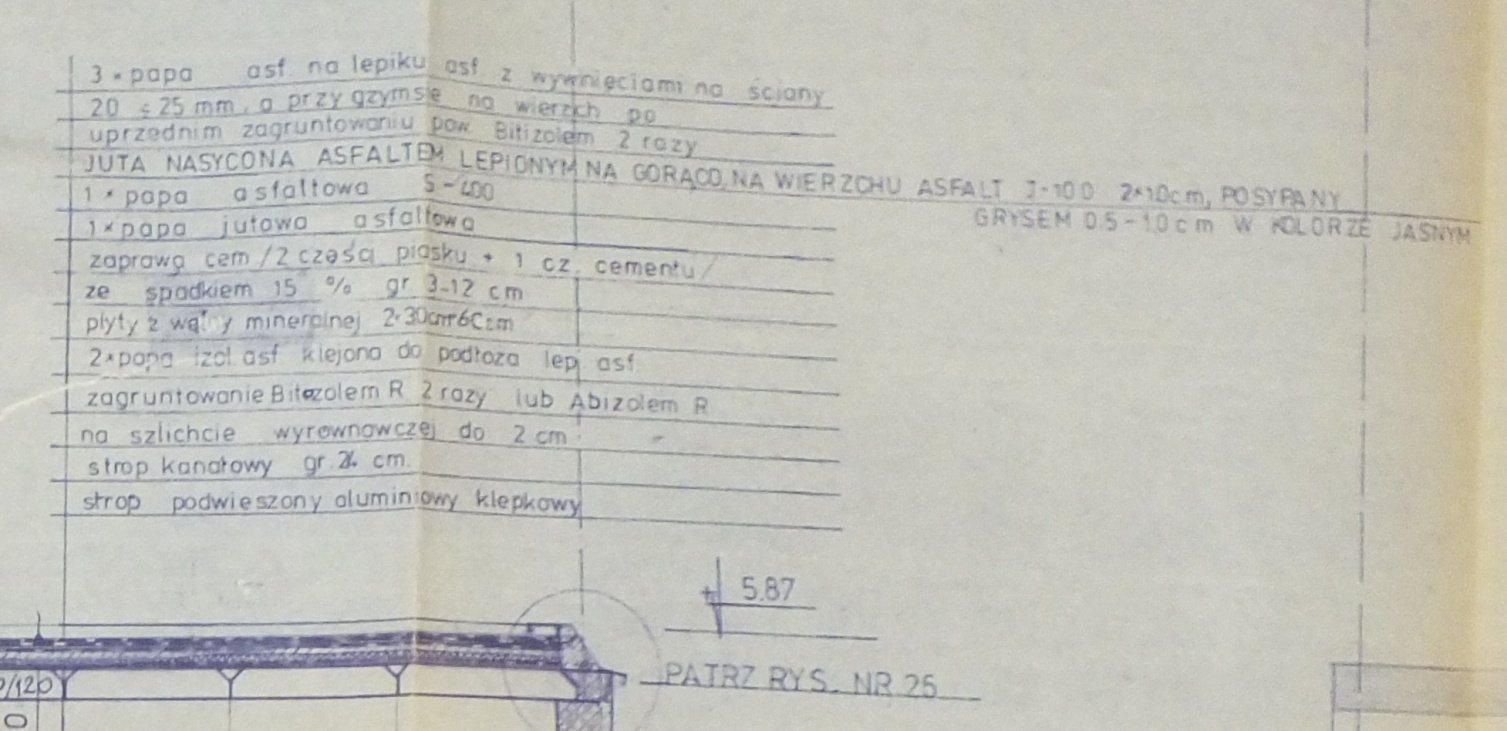 3 × papa asf. na lepiku asf z wywinięciami na ściany
20 ÷ 25 mm, a przy gzymsie na wierzch po
uprzednim zagruntowaniu pow. Bitizolem 2 razy
JUTA NASYCONA ASFALTEM LEPIONYM NA GORĄCO, NA WIERZCHU ASFALT J-100 2×1.0cm, POSYPANY
GRYSEM 0.5 - 1.0 cm W KOLORZE JASNYM
1 × papa asfaltowa S-400
1 × papa jutowa asfaltowa
zaprawa cem /2 części piasku + 1 cz. cementu/
ze spadkiem 15 % gr 3-12 cm
płyty z wełny mineralnej
2 × papa izol asf klejona do podłoża lep asf
zagruntowanie R 2 razy lub Abizolem R
na szlichcie wyrównawczej do 2 cm
strop kanałowy gr. cm.
strop podwieszony aluminiowy klepkowy
5.87
PATRZ RYS. NR 25
/120
0